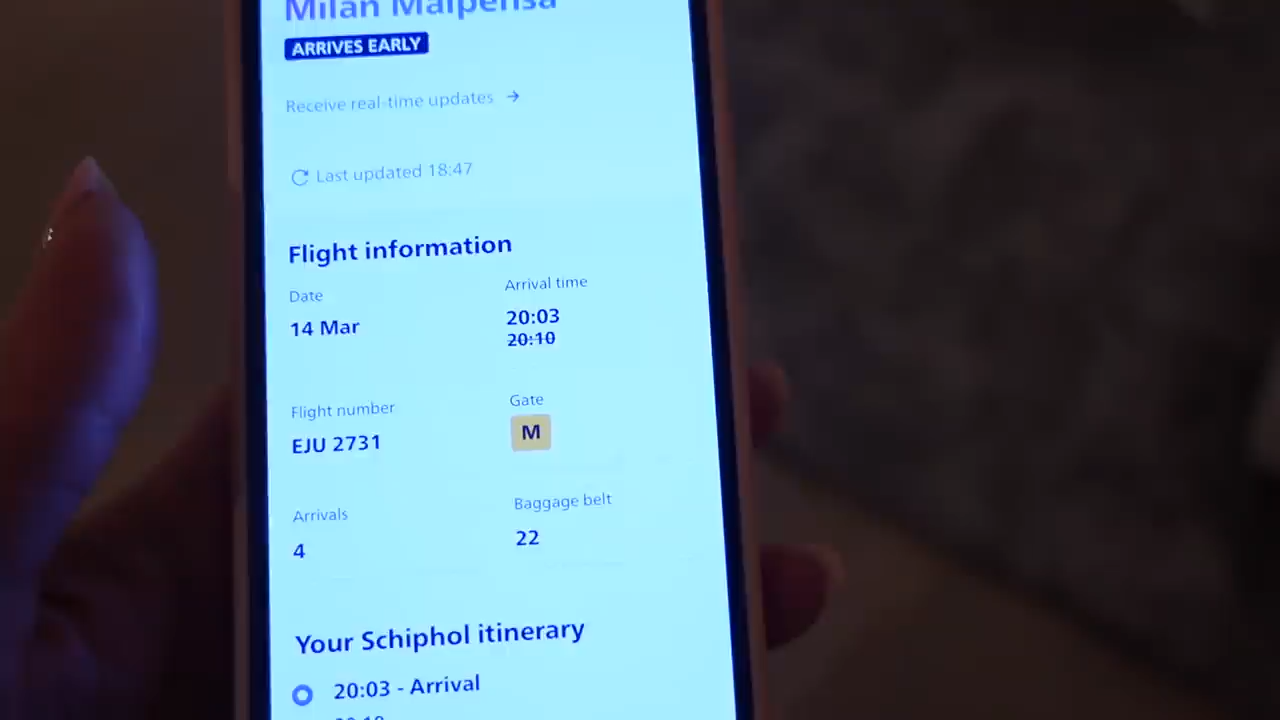 Milan Malpensa
ARRIVES EARLY
Receive real-time updates →
Last updated 18:47
Flight information
Date
Arrival time
14 Mar
20:03
20:10
Flight number
Gate
EJU 2731
M
Arrivals
Baggage belt
4
22
Your Schiphol itinerary
20:03 - Arrival